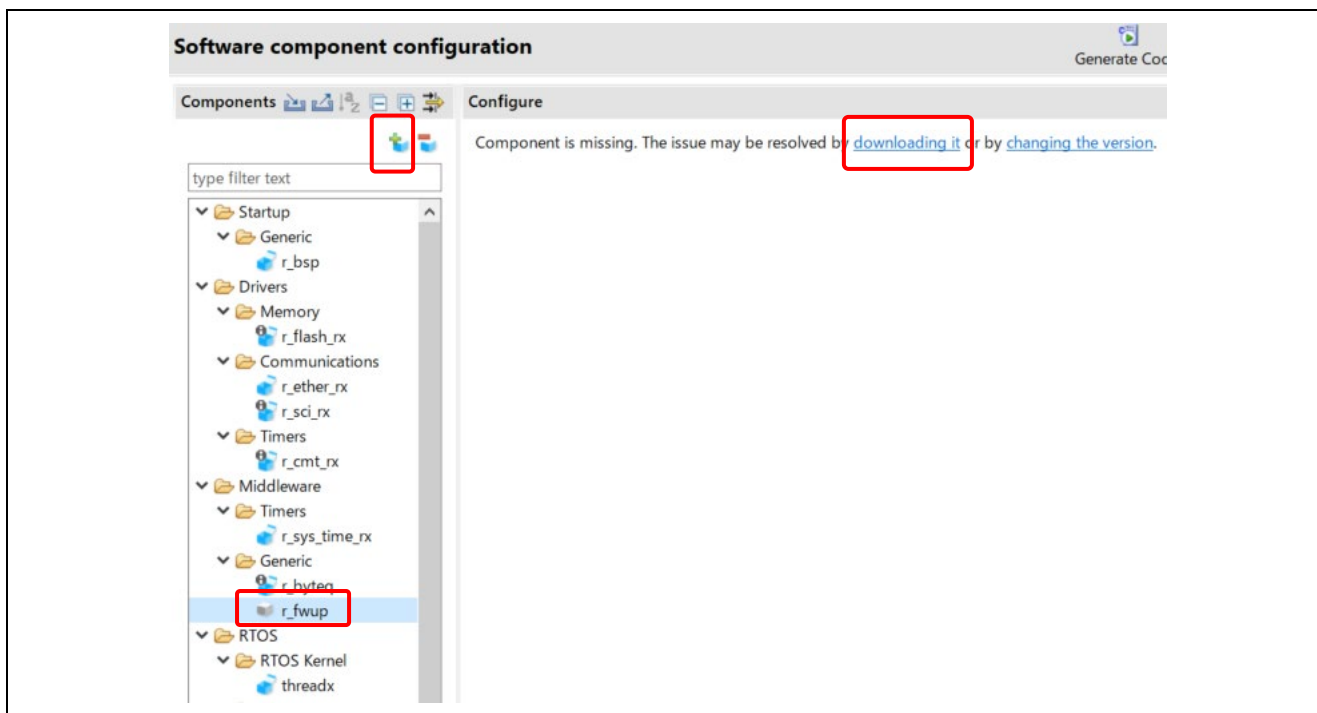 Software component configuration
Generate Coc
Components
Configure
Component is missing. The issue may be resolved by downloading it or by changing the version.
type filter text
Startup
Generic
r_bsp
Drivers
Memory
r_flash_rx
Communications
r_ether_rx
r_sci_rx
Timers
r_cmt_rx
Middleware
Timers
r_sys_time_rx
Generic
r_byteq
r_fwup
RTOS
RTOS Kernel
threadx